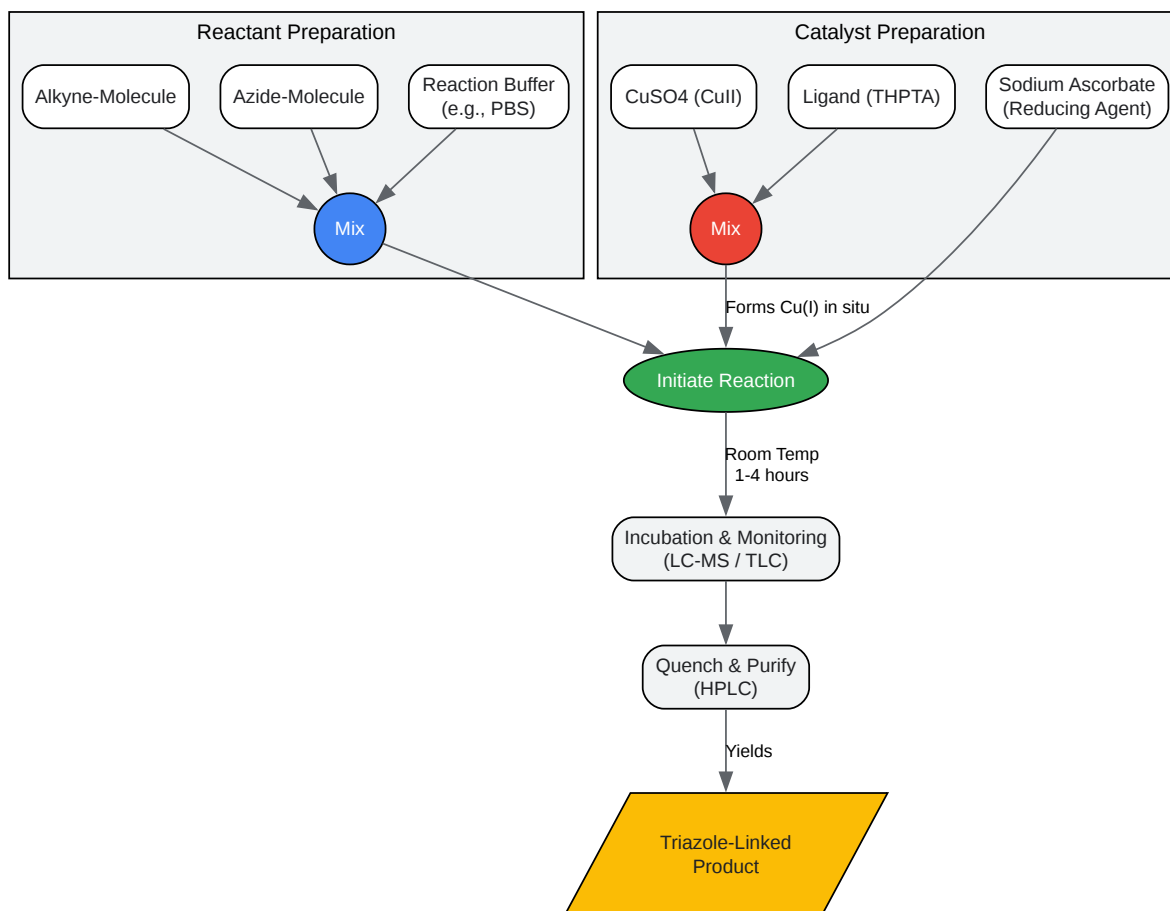 Reactant Preparation
Alkyne-Molecule
Azide-Molecule
Reaction Buffer
(e.g., PBS)
Mix
Catalyst Preparation
CuSO4 (CuII)
Ligand (THPTA)
Sodium Ascorbate
(Reducing Agent)
Mix
Forms Cu(I) in situ
Initiate Reaction
Room Temp
1-4 hours
Incubation & Monitoring
(LC-MS / TLC)
Quench & Purify
(HPLC)
Yields
Triazole-Linked
Product